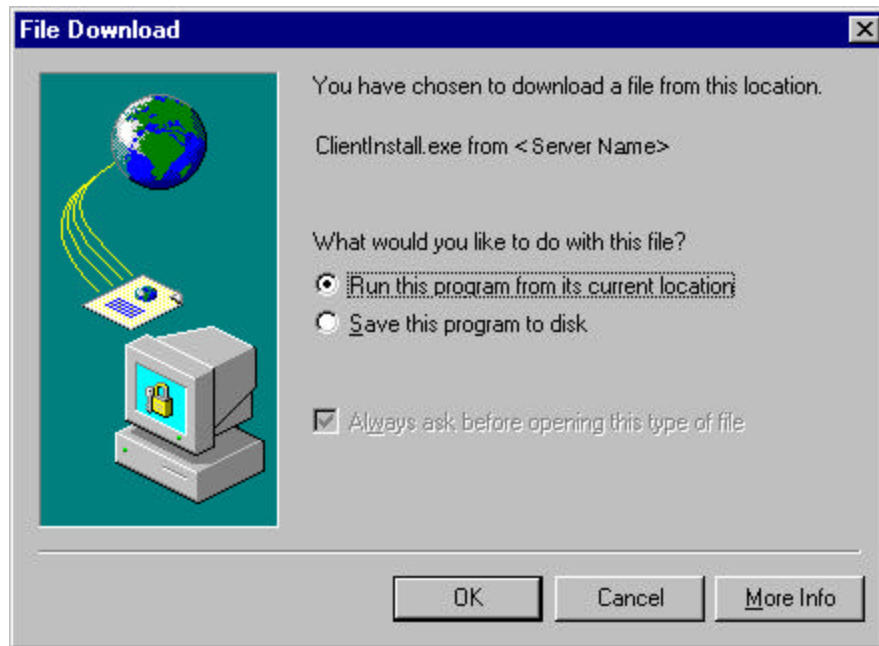 File Download
You have chosen to download a file from this location.
ClientInstall.exe from <Server Name>
What would you like to do with this file?
Run this program from its current location
Save this program to disk
Always ask before opening this type of file
OK
Cancel
More Info